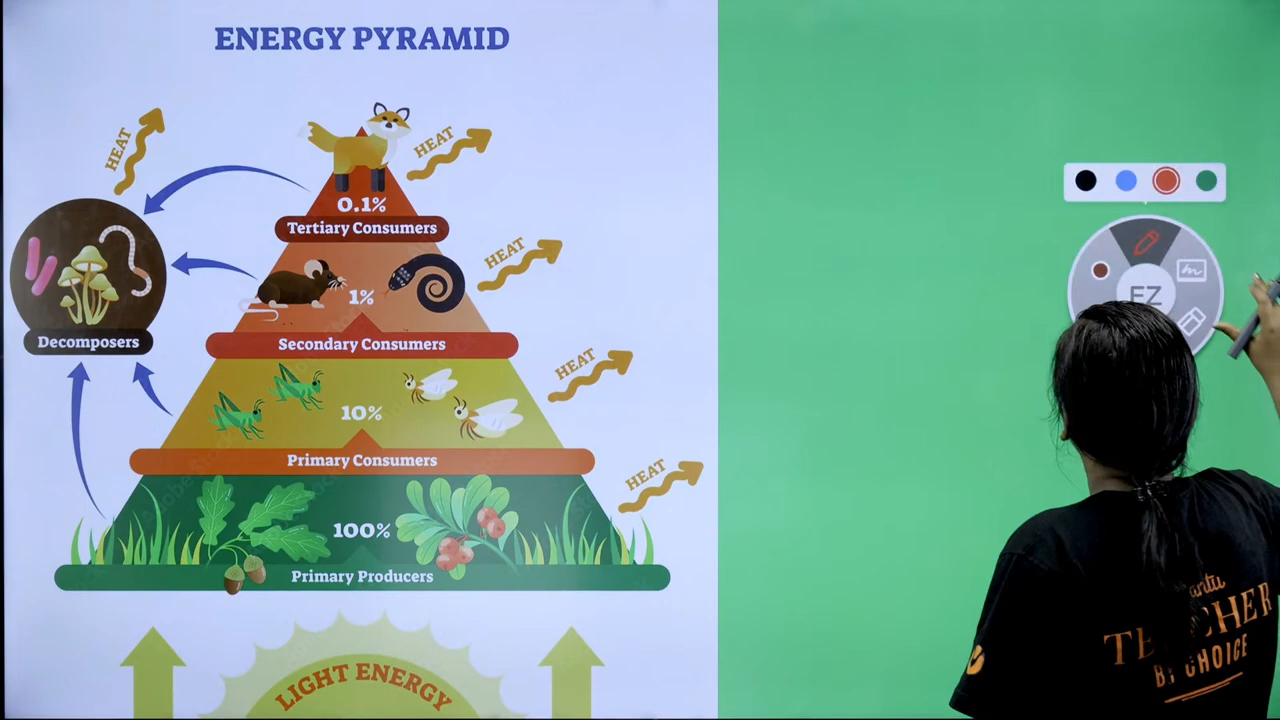 ENERGY PYRAMID
HEAT
HEAT
0.1%
Tertiary Consumers
HEAT
1%
Decomposers
Secondary Consumers
HEAT
10%
Primary Consumers
HEAT
100%
Primary Producers
LIGHT ENERGY
EZ
BY CHOICE